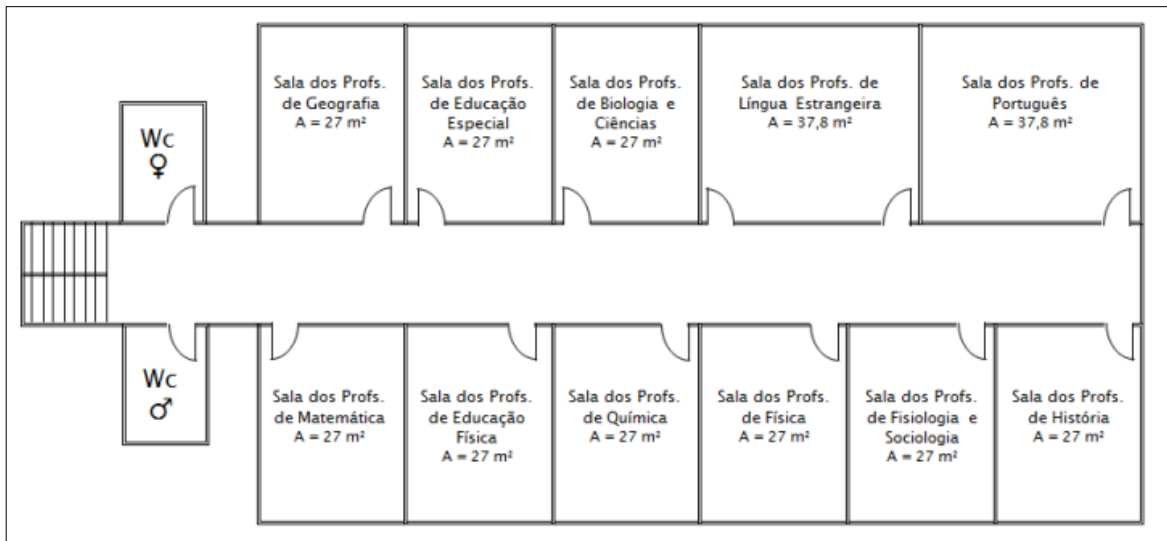 Sala dos Profs.
de Geografia
A = 27 m²
Sala dos Profs.
de Educação
Especial
A = 27 m²
Sala dos Profs.
de Biologia e
Ciências
A = 27 m²
Sala dos Profs. de
Língua Estrangeira
A = 37,8 m²
Sala dos Profs. de
Português
A = 37,8 m²
Wc
♀
Wc
♂
Sala dos Profs.
de Matemática
A = 27 m²
Sala dos Profs.
de Educação
Física
A = 27 m²
Sala dos Profs.
de Química
A = 27 m²
Sala dos Profs.
de Física
A = 27 m²
Sala dos Profs.
de Fisiologia e
Sociologia
A = 27 m²
Sala dos Profs.
de História
A = 27 m²